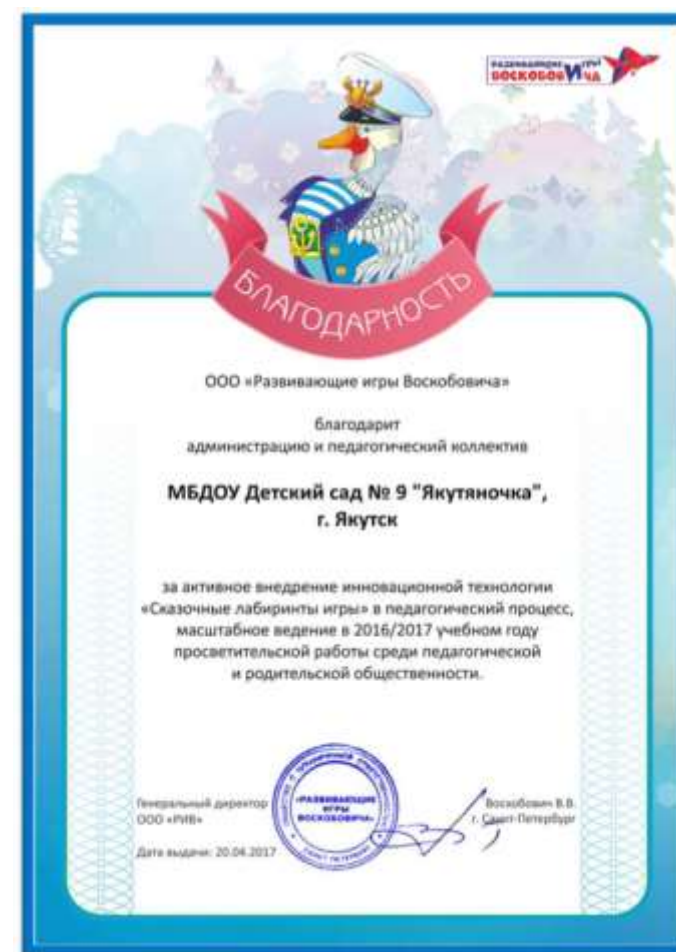 РАЗВИВАЮЩИЕ ИГРЫ
ВОСКОБОВИЧА
БЛАГОДАРНОСТЬ
ООО «Развивающие игры Воскобовича»
благодарит
администрацию и педагогический коллектив
МБДОУ Детский сад № 9 "Якутяночка",
г. Якутск
за активное внедрение инновационной технологии
«Сказочные лабиринты игры» в педагогический процесс,
масштабное ведение в 2016/2017 учебном году
просветительской работы среди педагогической
и родительской общественности.
Генеральный директор
ООО «РИВ»
«РАЗВИВАЮЩИЕ
ИГРЫ
ВОСКОБОВИЧА»
САНКТ-ПЕТЕРБУРГ
Воскобович В.В.
г. Санкт-Петербург
Дата выдачи: 20.04.2017